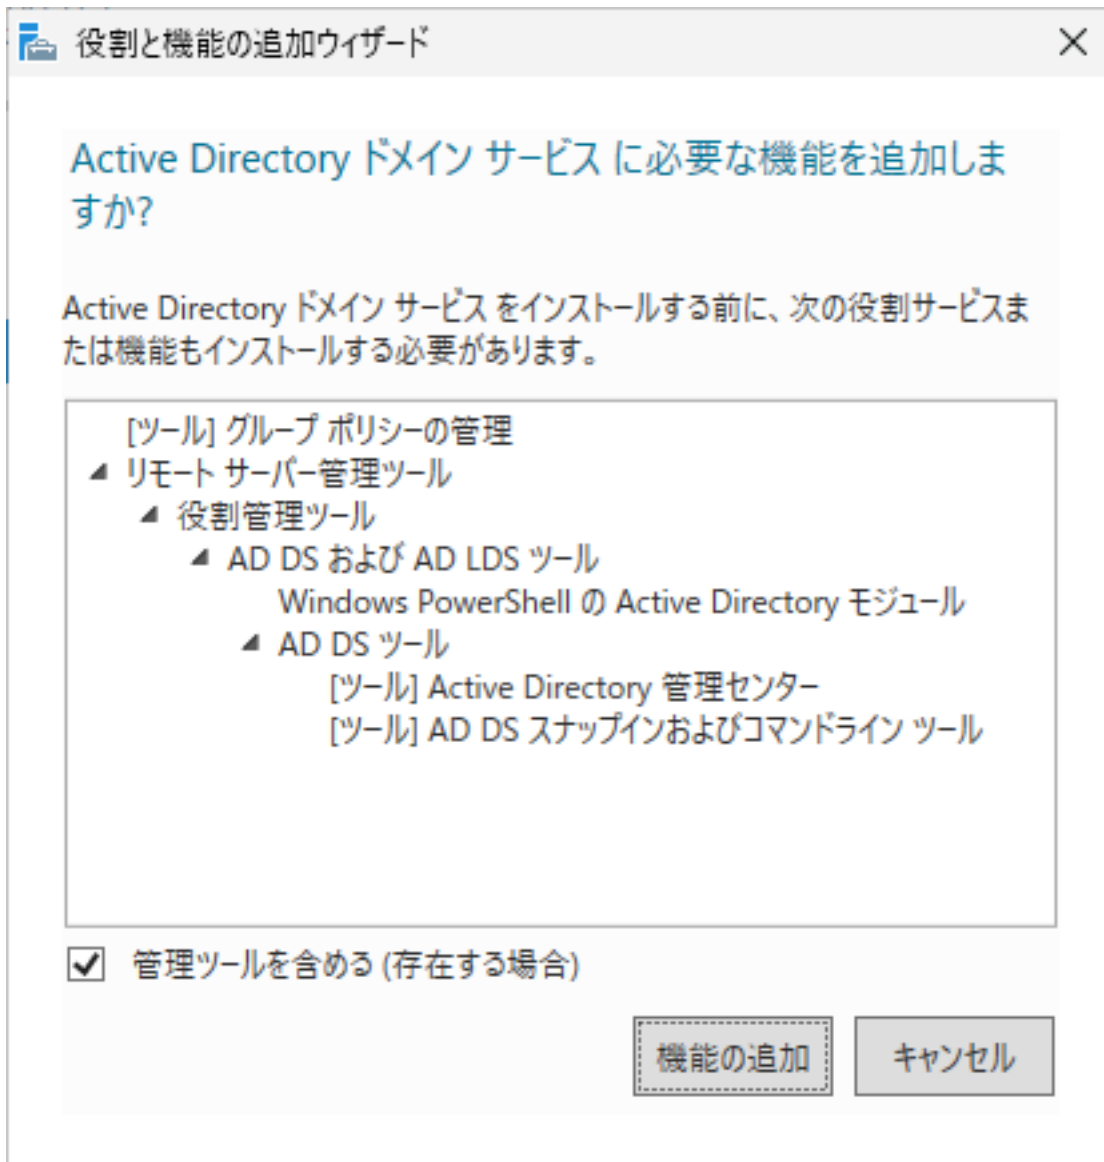 役割と機能の追加ウィザード
Active Directory ドメイン サービス に必要な機能を追加しま
すか?
Active Directory ドメイン サービス をインストールする前に、次の役割サービスま
たは機能もインストールする必要があります。
[ツール] グループ ポリシーの管理
リモート サーバー管理ツール
役割管理ツール
AD DS および AD LDS ツール
Windows PowerShell の Active Directory モジュール
AD DS ツール
[ツール] Active Directory 管理センター
[ツール] AD DS スナップインおよびコマンドライン ツール
管理ツールを含める (存在する場合)
機能の追加 キャンセル